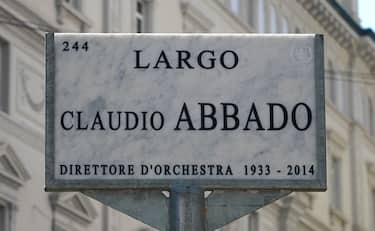 244
LARGO
CLAUDIO ABBADO
DIRETTORE D'ORCHESTRA 1933 - 2014